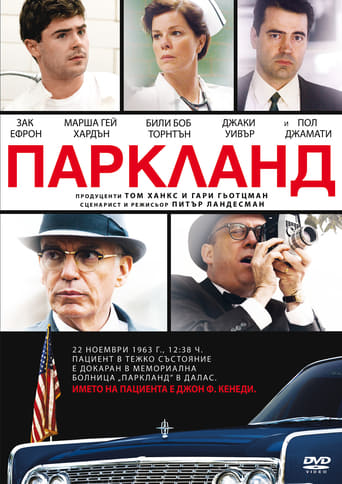 ЗАК ЕФРОН
МАРША ГЕЙ ХАРДЪН
БИЛИ БОБ ТОРНТЪН
ДЖАКИ УИВЪР
И
ПОЛ ДЖАМАТИ
ПАРКЛАНД
ПРОДУЦЕНТИ ТОМ ХАНКС И ГАРИ ГЬОТЦМАН
СЦЕНАРИСТ И РЕЖИСЬОР ПИТЪР ЛАНДЕСМАН
22 НОЕМВРИ 1963 Г., 12:38 Ч.
ПАЦИЕНТ В ТЕЖКО СЪСТОЯНИЕ
Е ДОКАРАН В МЕМОРИАЛНА
БОЛНИЦА „ПАРКЛАНД" В ДАЛАС.
ИМЕТО НА ПАЦИЕНТА Е ДЖОН Ф. КЕНЕДИ.
DVD
VIDEO